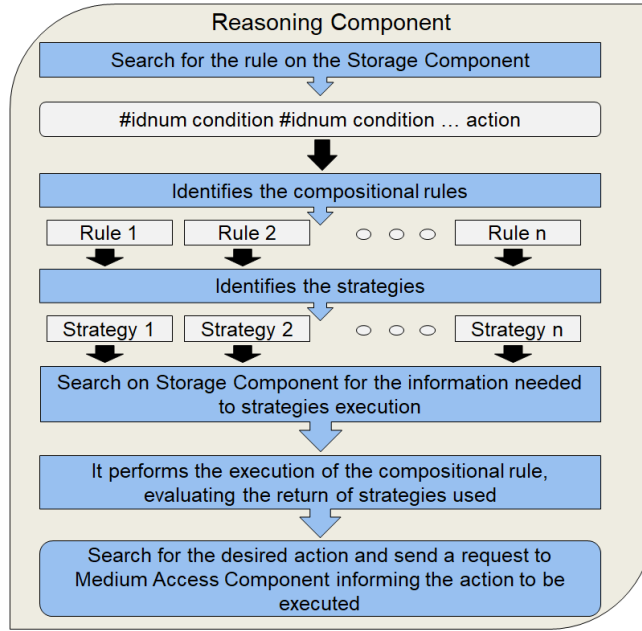 Reasoning Component
Search for the rule on the Storage Component
#idnum condition #idnum condition ... action
Identifies the compositional rules
Rule 1 Rule 2 Rule n
Identifies the strategies
Strategy 1 Strategy 2 Strategy n
Search on Storage Component for the information needed
to strategies execution
It performs the execution of the compositional rule,
evaluating the return of strategies used
Search for the desired action and send a request to
Medium Access Component informing the action to be
executed